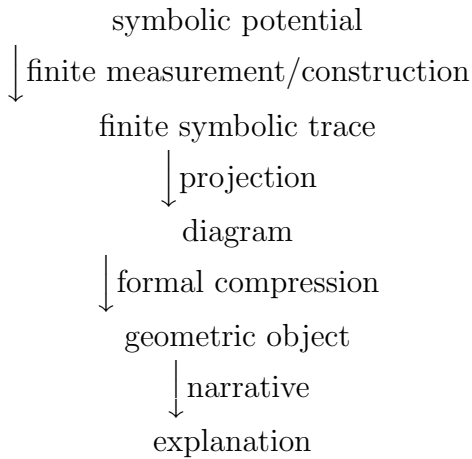 symbolic potential
finite measurement/construction
finite symbolic trace
projection
diagram
formal compression
geometric object
narrative
explanation